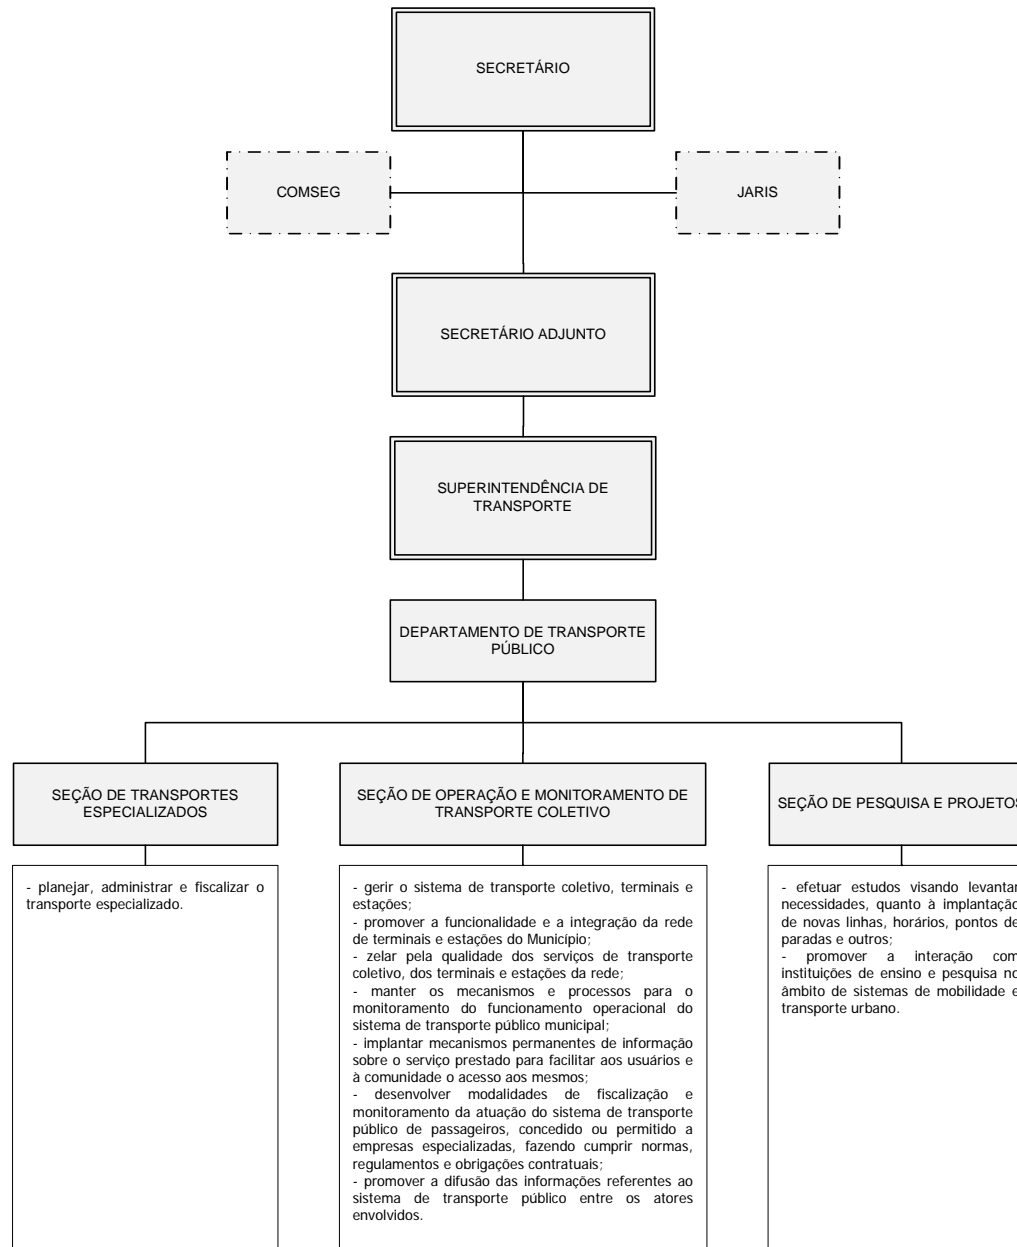 SECRETÁRIO
COMSEG
JARIS
SECRETÁRIO ADJUNTO
SUPERINTENDÊNCIA DE
TRANSPORTE
DEPARTAMENTO DE TRANSPORTE
PÚBLICO
SEÇÃO DE TRANSPORTES
ESPECIALIZADOS
- planejar, administrar e fiscalizar o
transporte especializado.
SEÇÃO DE OPERAÇÃO E MONITORAMENTO DE
TRANSPORTE COLETIVO
- gerir o sistema de transporte coletivo, terminais e
estações;
- promover a funcionalidade e a integração da rede
de terminais e estações do Município;
- zelar pela qualidade dos serviços de transporte
coletivo, dos terminais e estações da rede;
- manter os mecanismos e processos para o
monitoramento do funcionamento operacional do
sistema de transporte público municipal;
- implantar mecanismos permanentes de informação
sobre o serviço prestado para facilitar aos usuários e
à comunidade o acesso aos mesmos;
- desenvolver modalidades de fiscalização e
monitoramento da atuação do sistema de transporte
público de passageiros, concedido ou permitido a
empresas especializadas, fazendo cumprir normas,
regulamentos e obrigações contratuais;
- promover a difusão das informações referentes ao
sistema de transporte público entre os atores
envolvidos.
SEÇÃO DE PESQUISA E PROJETOS
- efetuar estudos visando levantar
necessidades, quanto à implantação
de novas linhas, horários, pontos de
paradas e outros;
- promover a interação com
instituições de ensino e pesquisa no
âmbito de sistemas de mobilidade e
transporte urbano.